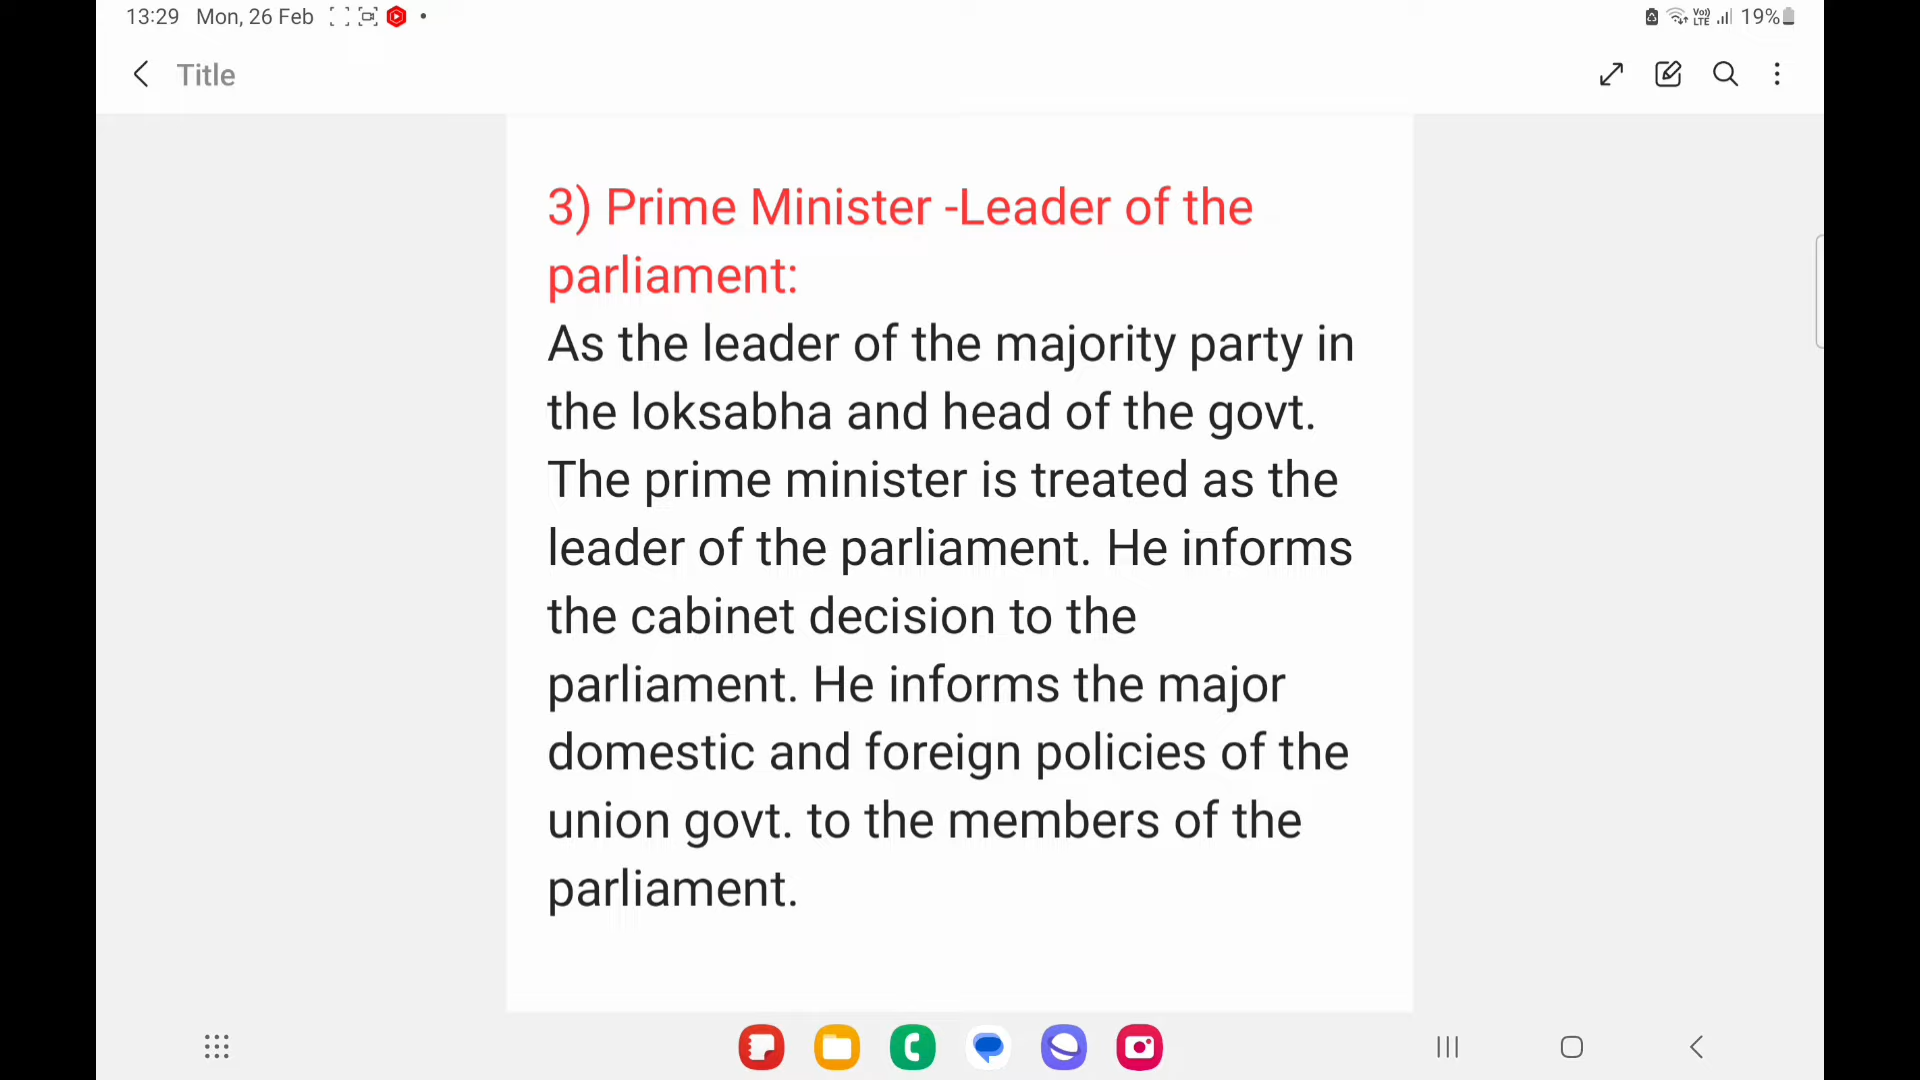 13:29 Mon, 26 Feb
Vo)) LTE 19%
Title
3) Prime Minister -Leader of the
parliament:
As the leader of the majority party in
the loksabha and head of the govt.
The prime minister is treated as the
leader of the parliament. He informs
the cabinet decision to the
parliament. He informs the major
domestic and foreign policies of the
union govt. to the members of the
parliament.